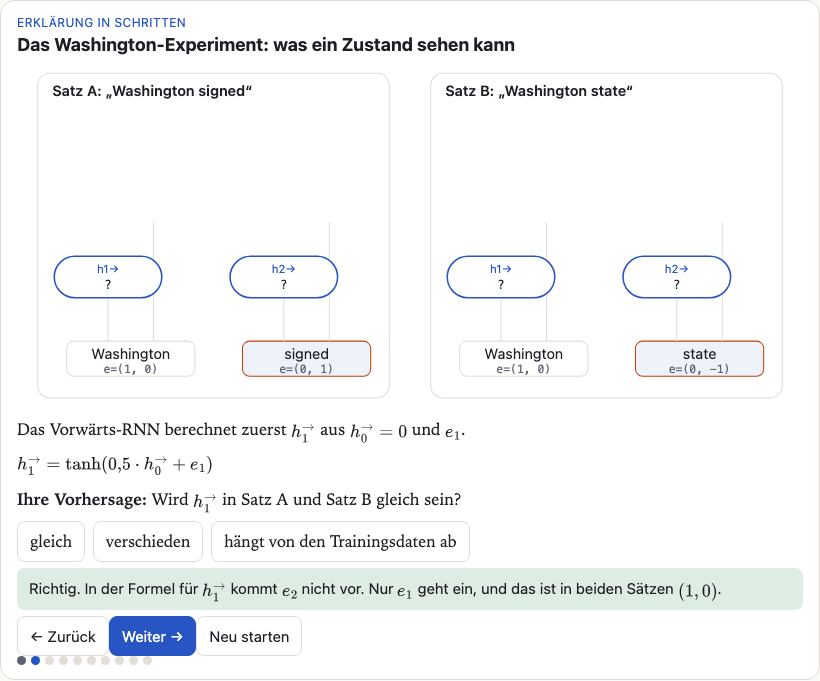 ERKLÄRUNG IN SCHRITTEN
Das Washington-Experiment: was ein Zustand sehen kann
Satz A: „Washington signed“
h1→
?
h2→
?
Washington
e=(1, 0)
signed
e=(0, 1)
Satz B: „Washington state“
h1→
?
h2→
?
Washington
e=(1, 0)
state
e=(0, -1)
Das Vorwärts-RNN berechnet zuerst h₁→ aus h₀→ = 0 und e₁.
h₁→ = tanh(0,5 · h₀→ + e₁)
Ihre Vorhersage: Wird h₁→ in Satz A und Satz B gleich sein?
gleich
verschieden
hängt von den Trainingsdaten ab
Richtig. In der Formel für h₁→ kommt e₂ nicht vor. Nur e₁ geht ein, und das ist in beiden Sätzen (1, 0).
← Zurück
Weiter →
Neu starten